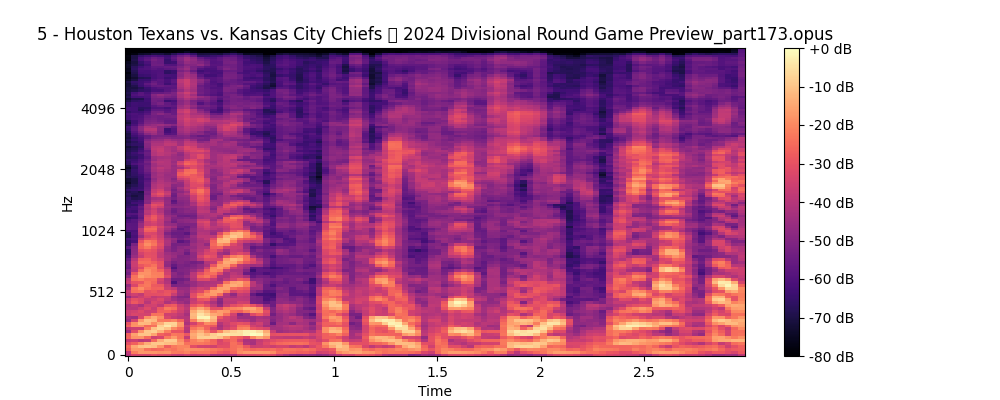 5 - Houston Texans vs. Kansas City Chiefs ▯ 2024 Divisional Round Game Preview_part173.opus
+0 dB
-10 dB
-20 dB
-30 dB
-40 dB
-50 dB
-60 dB
-70 dB
-80 dB
4096
2048
1024
512
0
Hz
0
0.5
1
1.5
2
2.5
Time